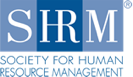 SHRM®
SOCIETY FOR HUMAN
RESOURCE MANAGEMENT